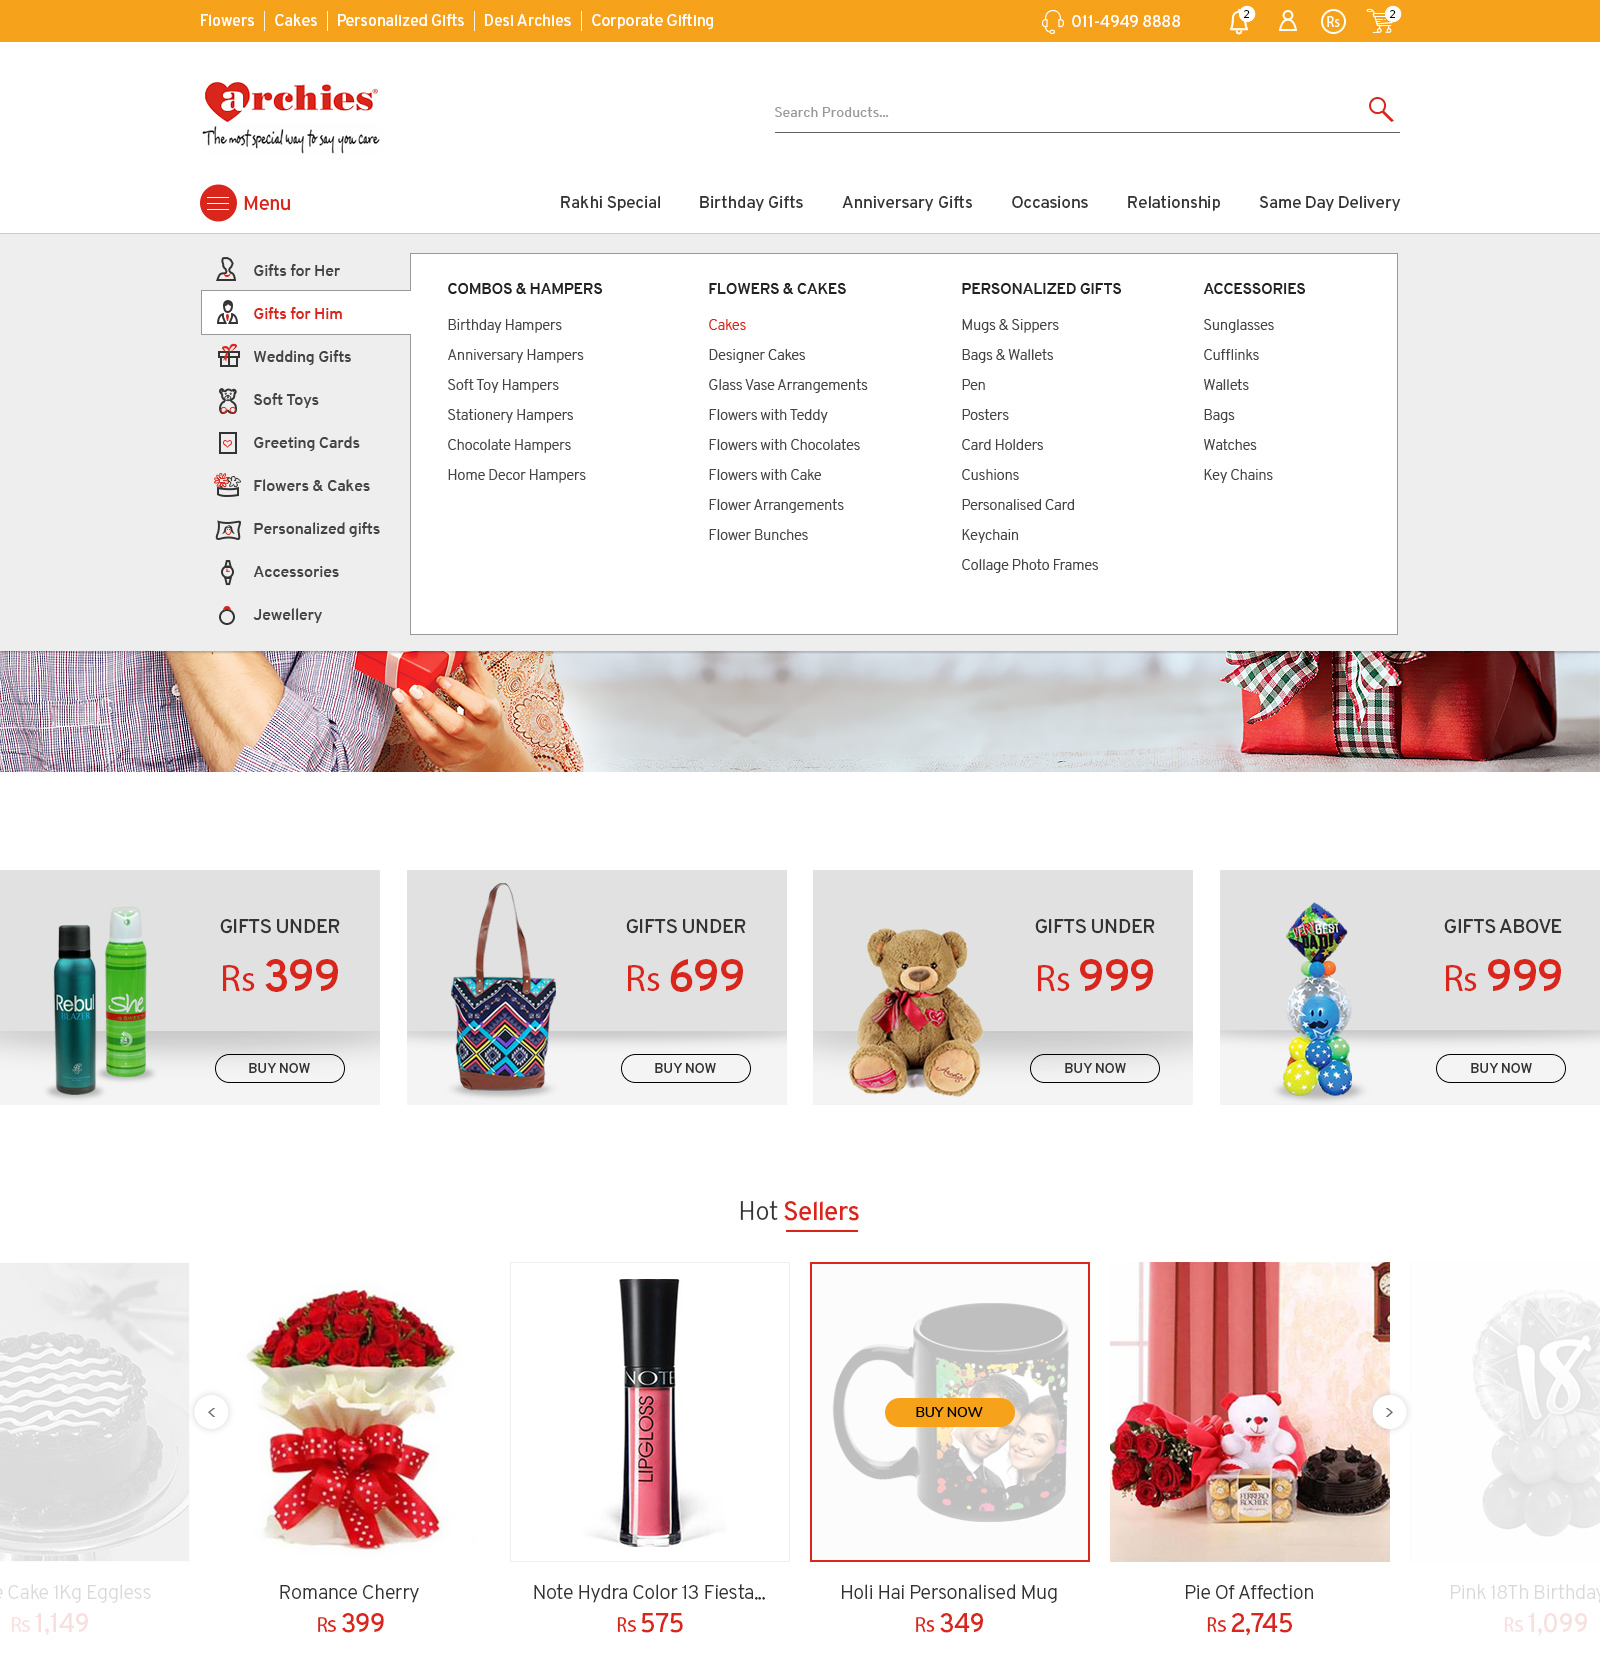 Flowers | Cakes | Personalized Gifts | Desi Archies | Corporate Gifting
011-4949 8888
2
Rs
2
archies®
The most special way to say you care
Search Products...
Menu
Rakhi Special
Birthday Gifts
Anniversary Gifts
Occasions
Relationship
Same Day Delivery
Gifts for Her
Gifts for Him
Wedding Gifts
Soft Toys
Greeting Cards
Flowers & Cakes
Personalized gifts
Accessories
Jewellery
COMBOS & HAMPERS
Birthday Hampers
Anniversary Hampers
Soft Toy Hampers
Stationery Hampers
Chocolate Hampers
Home Decor Hampers
FLOWERS & CAKES
Cakes
Designer Cakes
Glass Vase Arrangements
Flowers with Teddy
Flowers with Chocolates
Flowers with Cake
Flower Arrangements
Flower Bunches
PERSONALIZED GIFTS
Mugs & Sippers
Bags & Wallets
Pen
Posters
Card Holders
Cushions
Personalised Card
Keychain
Collage Photo Frames
ACCESSORIES
Sunglasses
Cufflinks
Wallets
Bags
Watches
Key Chains
Rebul
BLAZER
She
GIFTS UNDER
Rs 399
BUY NOW
GIFTS UNDER
Rs 699
BUY NOW
GIFTS UNDER
Rs 999
BUY NOW
VERY BEST
DAD!
GIFTS ABOVE
Rs 999
BUY NOW
Hot Sellers
NOTE
LIPGLOSS
BUY NOW
FERRERO
ROCHER
18
e Cake 1Kg Eggless
Rs 1,149
Romance Cherry
Rs 399
Note Hydra Color 13 Fiesta...
Rs 575
Holi Hai Personalised Mug
Rs 349
Pie Of Affection
Rs 2,745
Pink 18Th Birthday
Rs 1,099